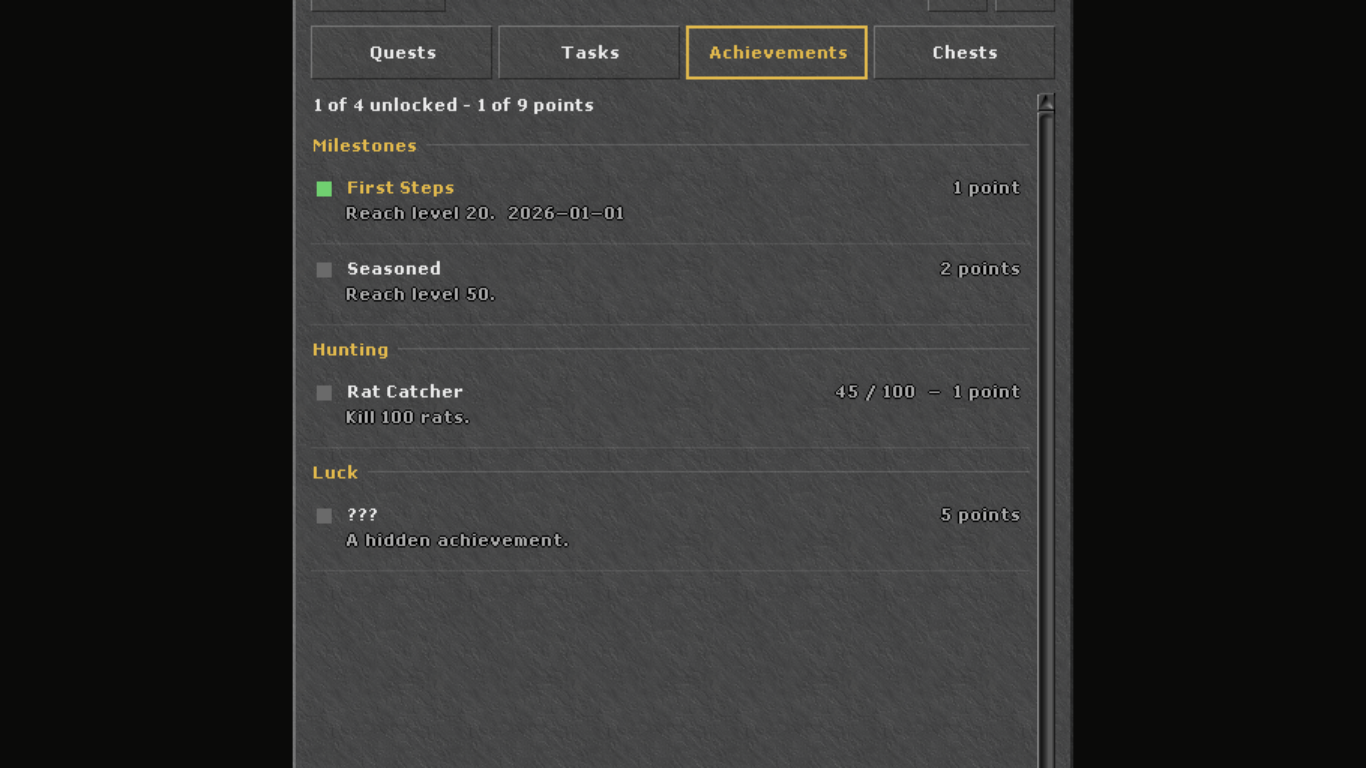 Quests Tasks Achievements Chests
1 of 4 unlocked - 1 of 9 points
Milestones
First Steps 1 point
Reach level 20. 2026-01-01
Seasoned 2 points
Reach level 50.
Hunting
Rat Catcher 45 / 100 - 1 point
Kill 100 rats.
Luck
??? 5 points
A hidden achievement.